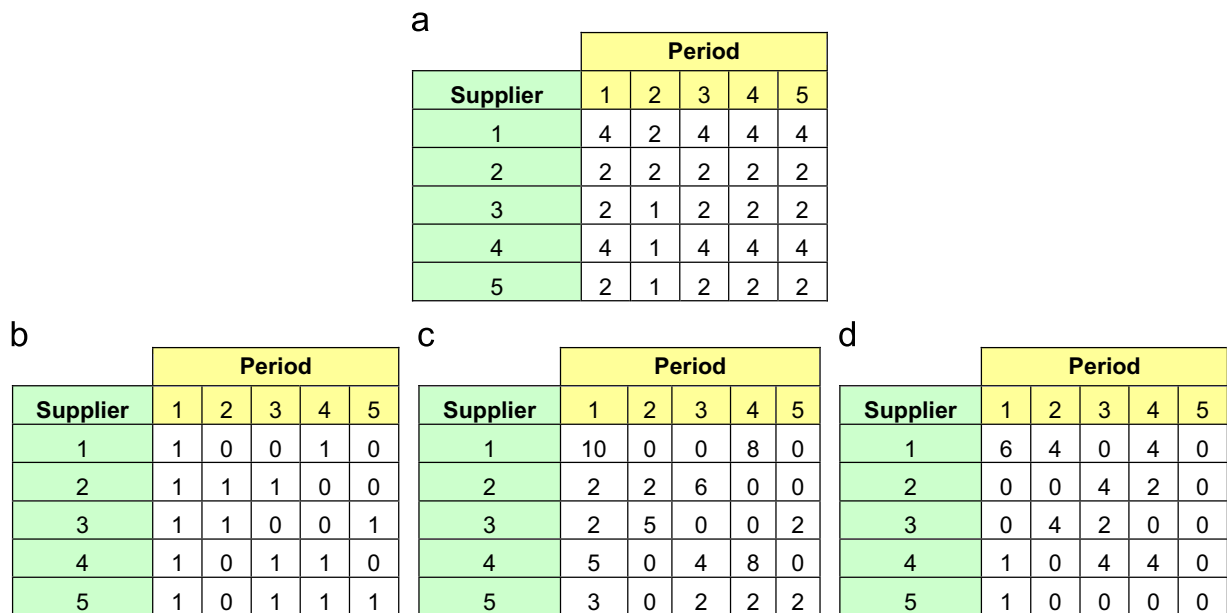 a
Period
Supplier 1 2 3 4 5
1 4 2 4 4 4
2 2 2 2 2 2
3 2 1 2 2 2
4 4 1 4 4 4
5 2 1 2 2 2
b
Period
Supplier 1 2 3 4 5
1 1 0 0 1 0
2 1 1 1 0 0
3 1 1 0 0 1
4 1 0 1 1 0
5 1 0 1 1 1
c
Period
Supplier 1 2 3 4 5
1 10 0 0 8 0
2 2 2 6 0 0
3 2 5 0 0 2
4 5 0 4 8 0
5 3 0 2 2 2
d
Period
Supplier 1 2 3 4 5
1 6 4 0 4 0
2 0 0 4 2 0
3 0 4 2 0 0
4 1 0 4 4 0
5 1 0 0 0 0